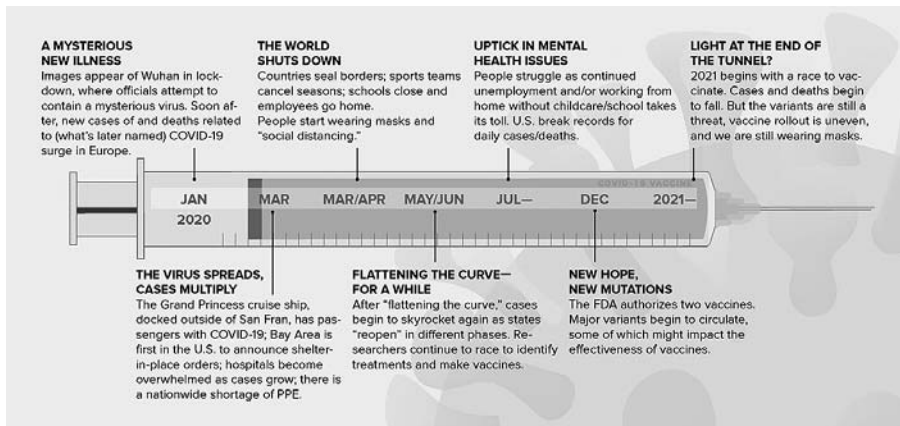 A MYSTERIOUS
NEW ILLNESS
Images appear of Wuhan in lock-
down, where officials attempt to
contain a mysterious virus. Soon af-
ter, new cases of and deaths related
to (what's later named) COVID-19
surge in Europe.
THE WORLD
SHUTS DOWN
Countries seal borders; sports teams
cancel seasons; schools close and
employees go home.
People start wearing masks and
"social distancing."
UPTICK IN MENTAL
HEALTH ISSUES
People struggle as continued
unemployment and/or working from
home without childcare/school takes
its toll. U.S. break records for
daily cases/deaths.
LIGHT AT THE END OF
THE TUNNEL?
2021 begins with a race to vac-
cinate. Cases and deaths begin
to fall. But the variants are still a
threat, vaccine rollout is uneven,
and we are still wearing masks.
COVID-19 VACCINE
JAN
2020
MAR
MAR/APR
MAY/JUN
JUL—
DEC
2021—
THE VIRUS SPREADS,
CASES MULTIPLY
The Grand Princess cruise ship,
docked outside of San Fran, has pas-
sengers with COVID-19; Bay Area is
first in the U.S. to announce shelter-
in-place orders; hospitals become
overwhelmed as cases grow; there is
a nationwide shortage of PPE.
FLATTENING THE CURVE—
FOR A WHILE
After "flattening the curve," cases
begin to skyrocket again as states
"reopen" in different phases. Re-
searchers continue to race to identify
treatments and make vaccines.
NEW HOPE,
NEW MUTATIONS
The FDA authorizes two vaccines.
Major variants begin to circulate,
some of which might impact the
effectiveness of vaccines.